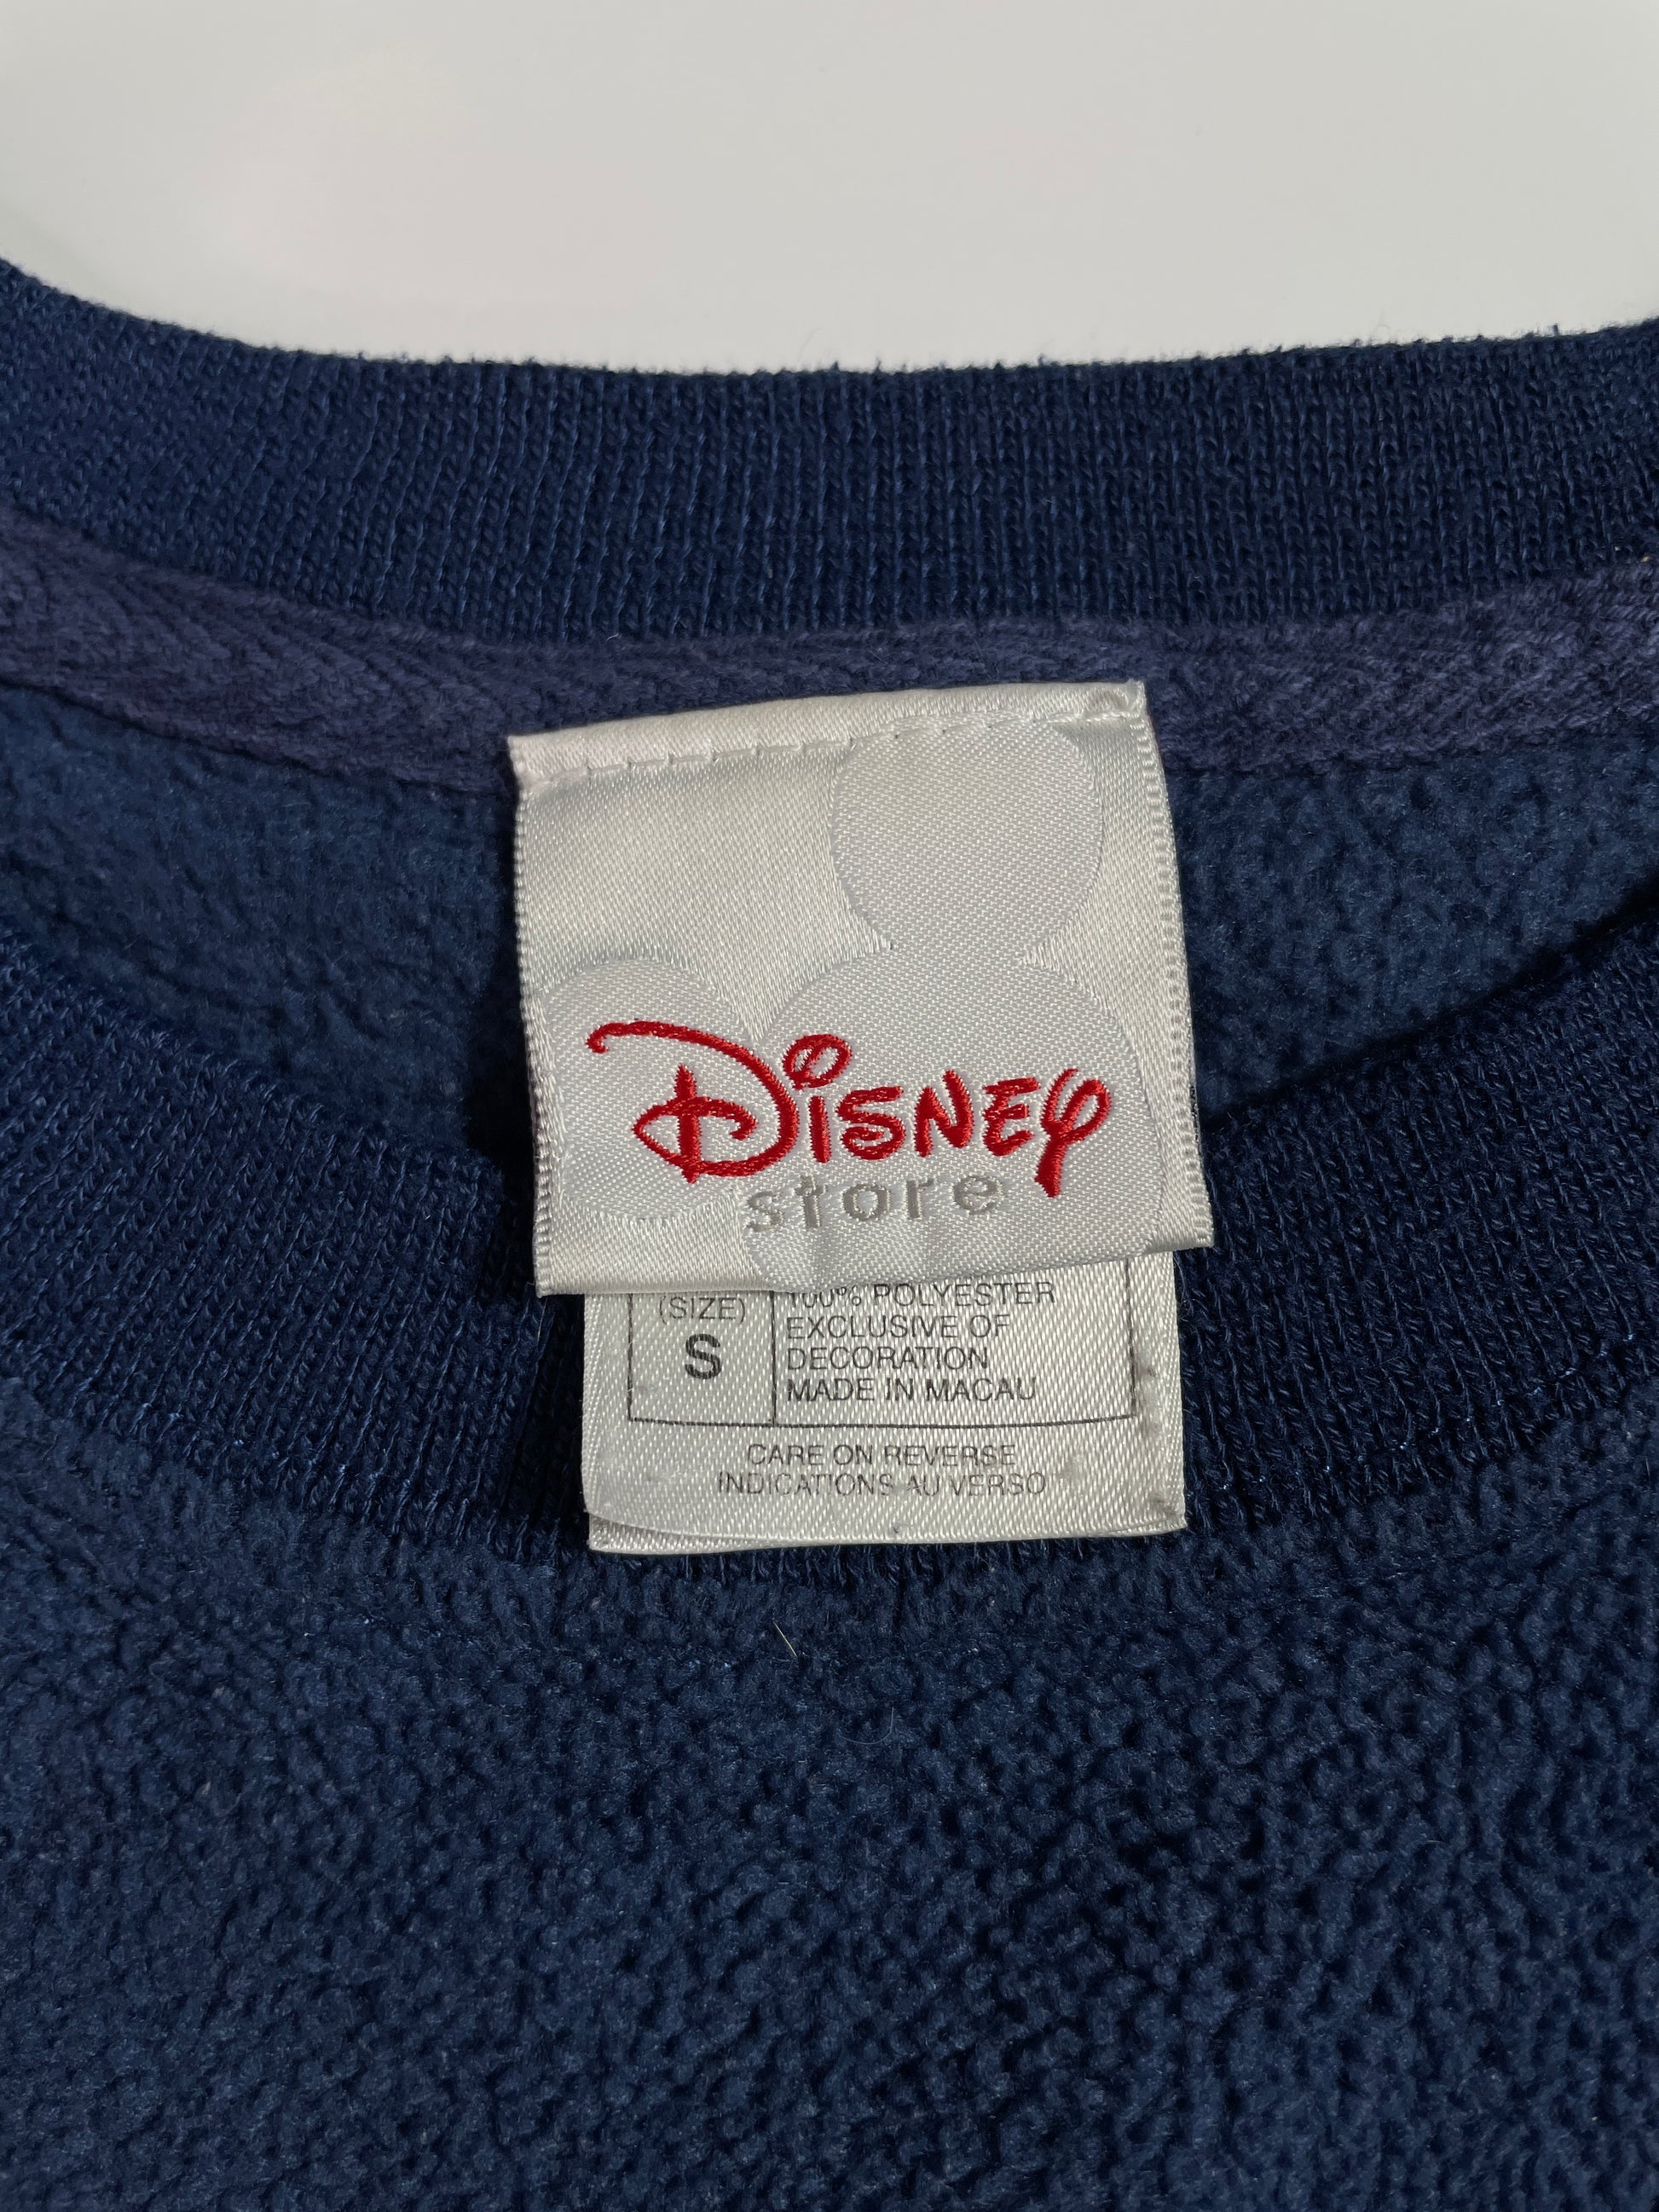 Disney
store
(SIZE)
S
100% POLYESTER
EXCLUSIVE OF
DECORATION
MADE IN MACAU
CARE ON REVERSE
INDICATIONS AU VERSO